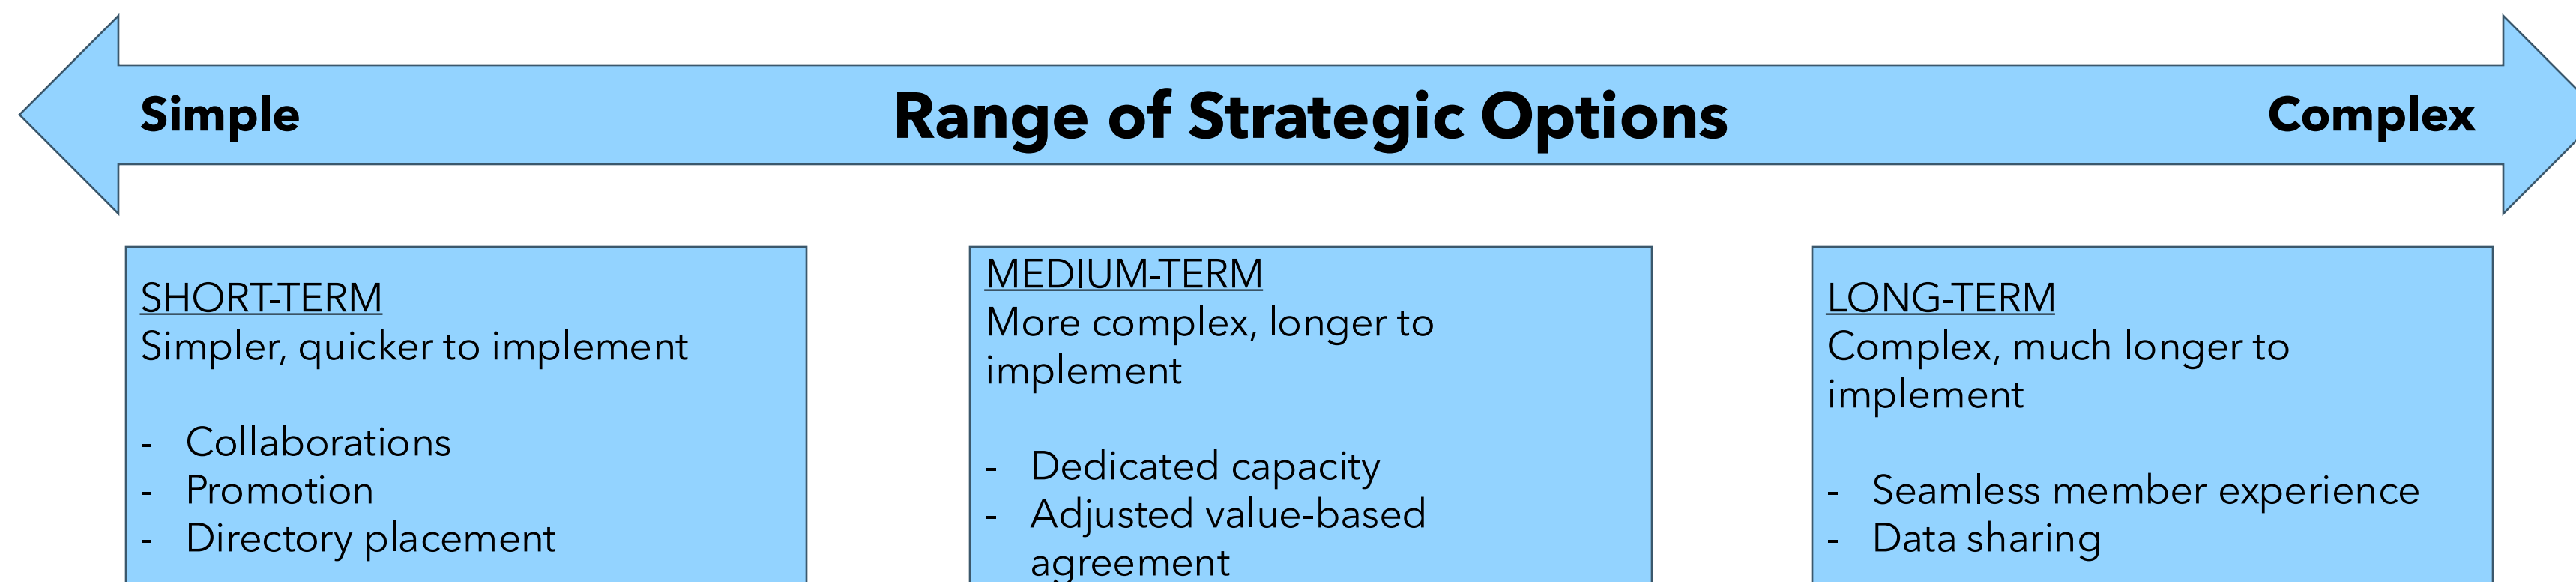 Simple
Range of Strategic Options
Complex
SHORT-TERM
Simpler, quicker to implement
- Collaborations
- Promotion
- Directory placement
MEDIUM-TERM
More complex, longer to
implement
- Dedicated capacity
- Adjusted value-based
agreement
LONG-TERM
Complex, much longer to
implement
- Seamless member experience
- Data sharing